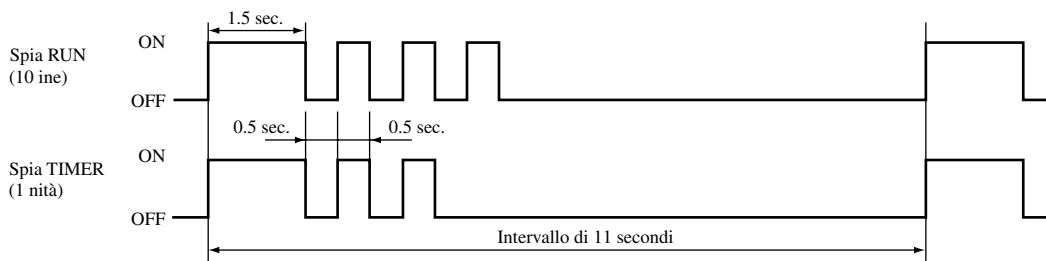 1.5 sec.
Spia RUN
(10 ine)
ON
OFF
0.5 sec.
0.5 sec.
Spia TIMER
(1 nità)
ON
OFF
Intervallo di 11 secondi